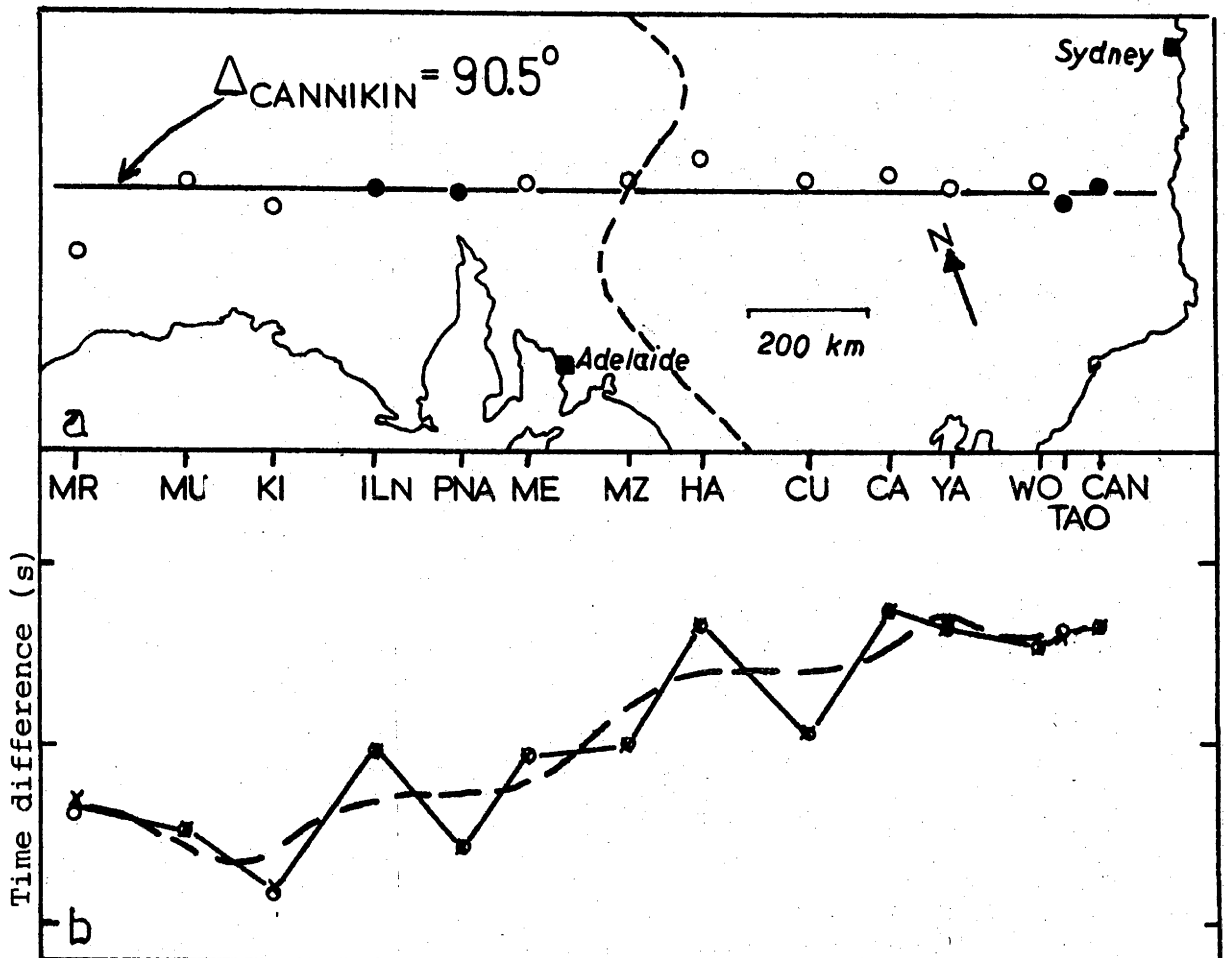 Sydney
Δ CANNIKIN = 90.5°
N
200 km
Adelaide
a
MR MU KI ILN PNA ME MZ HA CU CA YA WO CAN
TAO
Time difference (s)
b